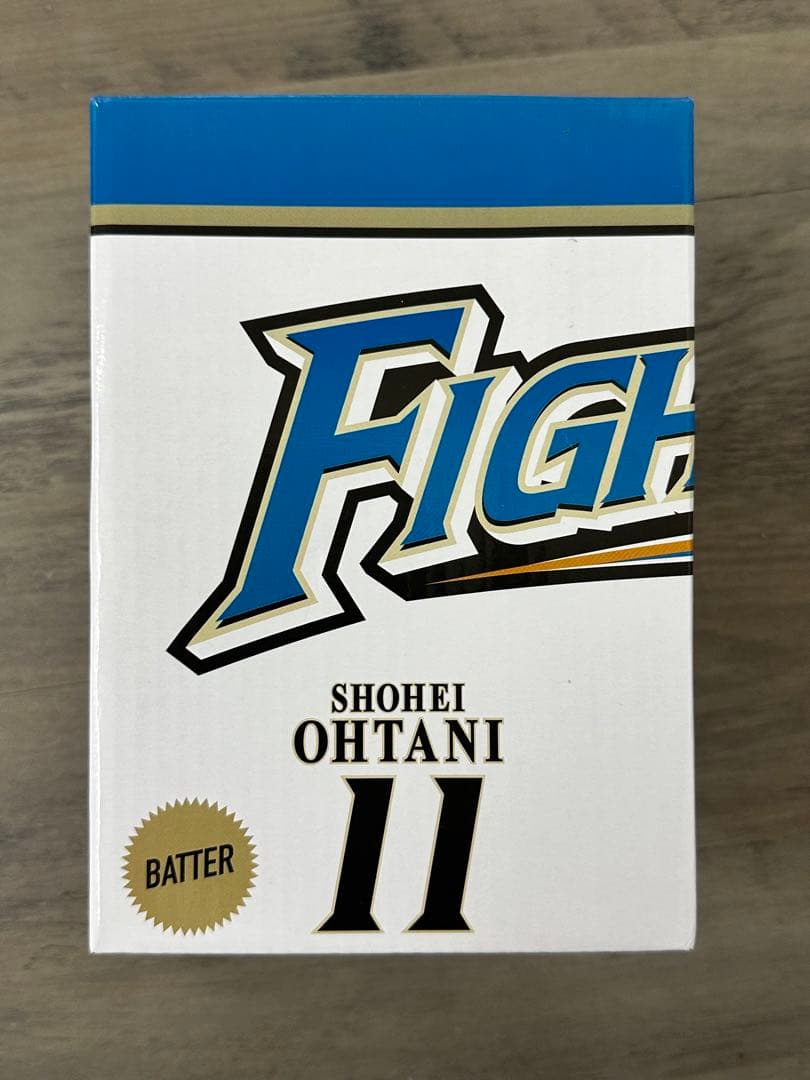 FIGH
SHOHEI
OHTANI
11
BATTER